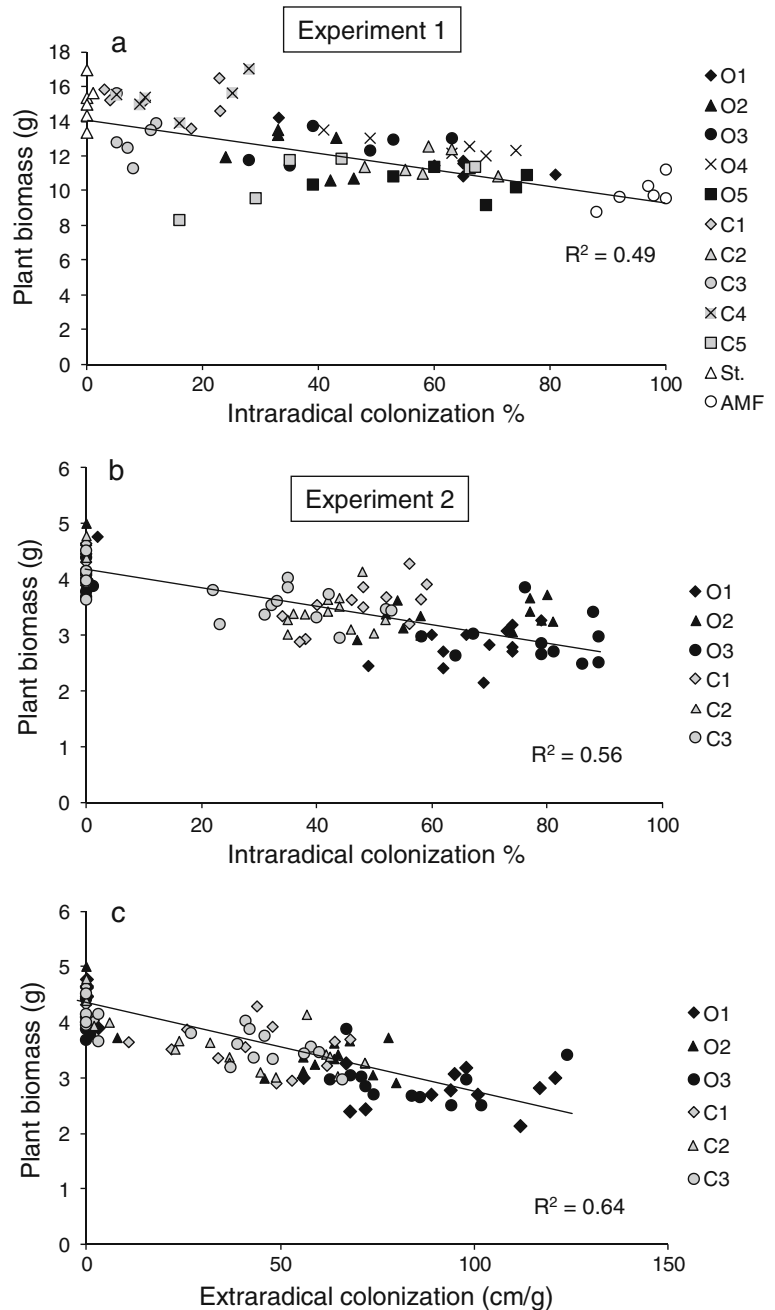 a
Experiment 1
Plant biomass (g)
18
16
14
12
10
8
6
4
2
0
0 20 40 60 80 100
Intraradical colonization %
R² = 0.49
O1
O2
O3
O4
O5
C1
C2
C3
C4
C5
St.
AMF
b
Experiment 2
Plant biomass (g)
6
5
4
3
2
1
0
0 20 40 60 80 100
Intraradical colonization %
R² = 0.56
O1
O2
O3
C1
C2
C3
c
Plant biomass (g)
6
5
4
3
2
1
0
0 50 100 150
Extraradical colonization (cm/g)
R² = 0.64
O1
O2
O3
C1
C2
C3